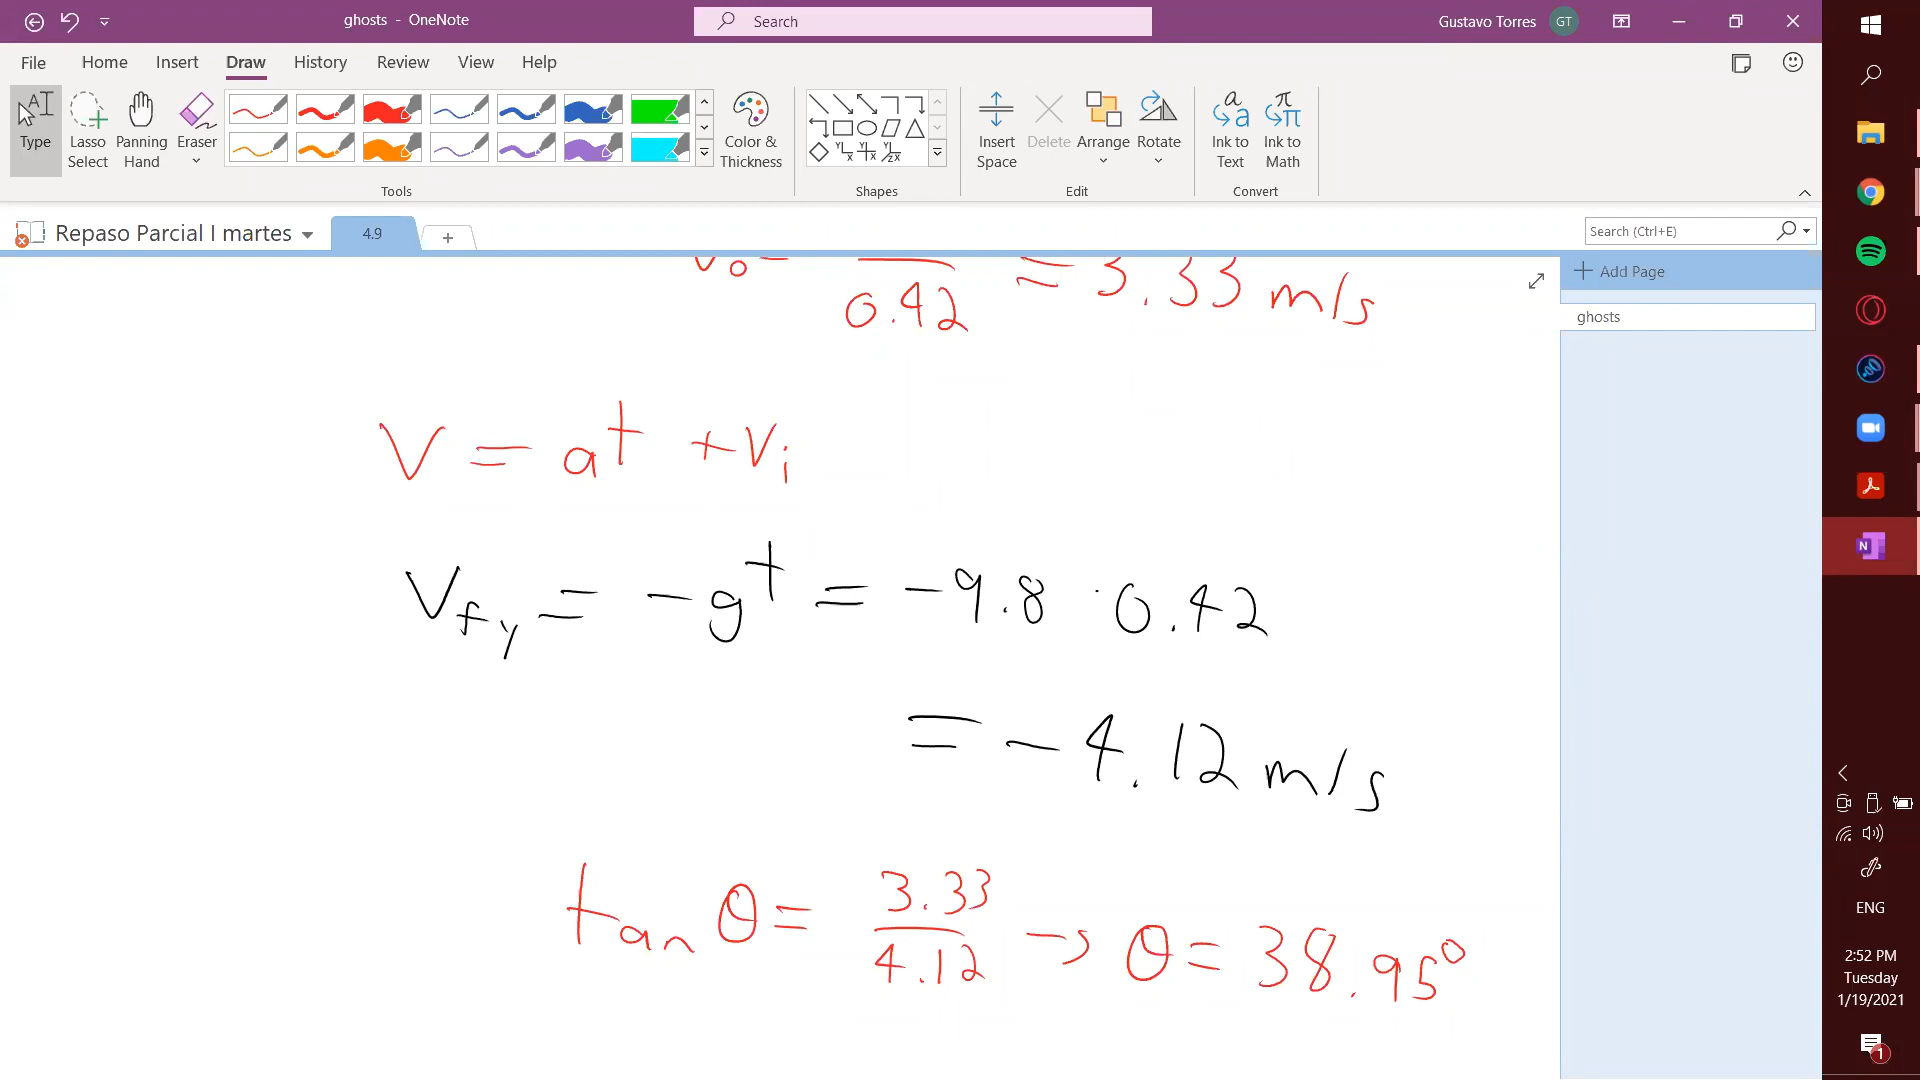 ghosts - OneNote
Search
Gustavo Torres GT
File Home Insert Draw History Review View Help
Type
Lasso Select
Panning Hand
Eraser
Color & Thickness
Insert Space
Delete
Arrange
Rotate
Ink to Text
Ink to Math
Tools
Shapes
Edit
Convert
Repaso Parcial I martes
4.9
Search (Ctrl+E)
Add Page
ghosts
v₀ = /0.42 = 3.33 m/s
V = at + Vi
Vfy = -gt = -9.8 · 0.42
= -4.12 m/s
tan θ = 3.33/4.12 → θ = 38.95°
ENG
2:52 PM
Tuesday
1/19/2021
1